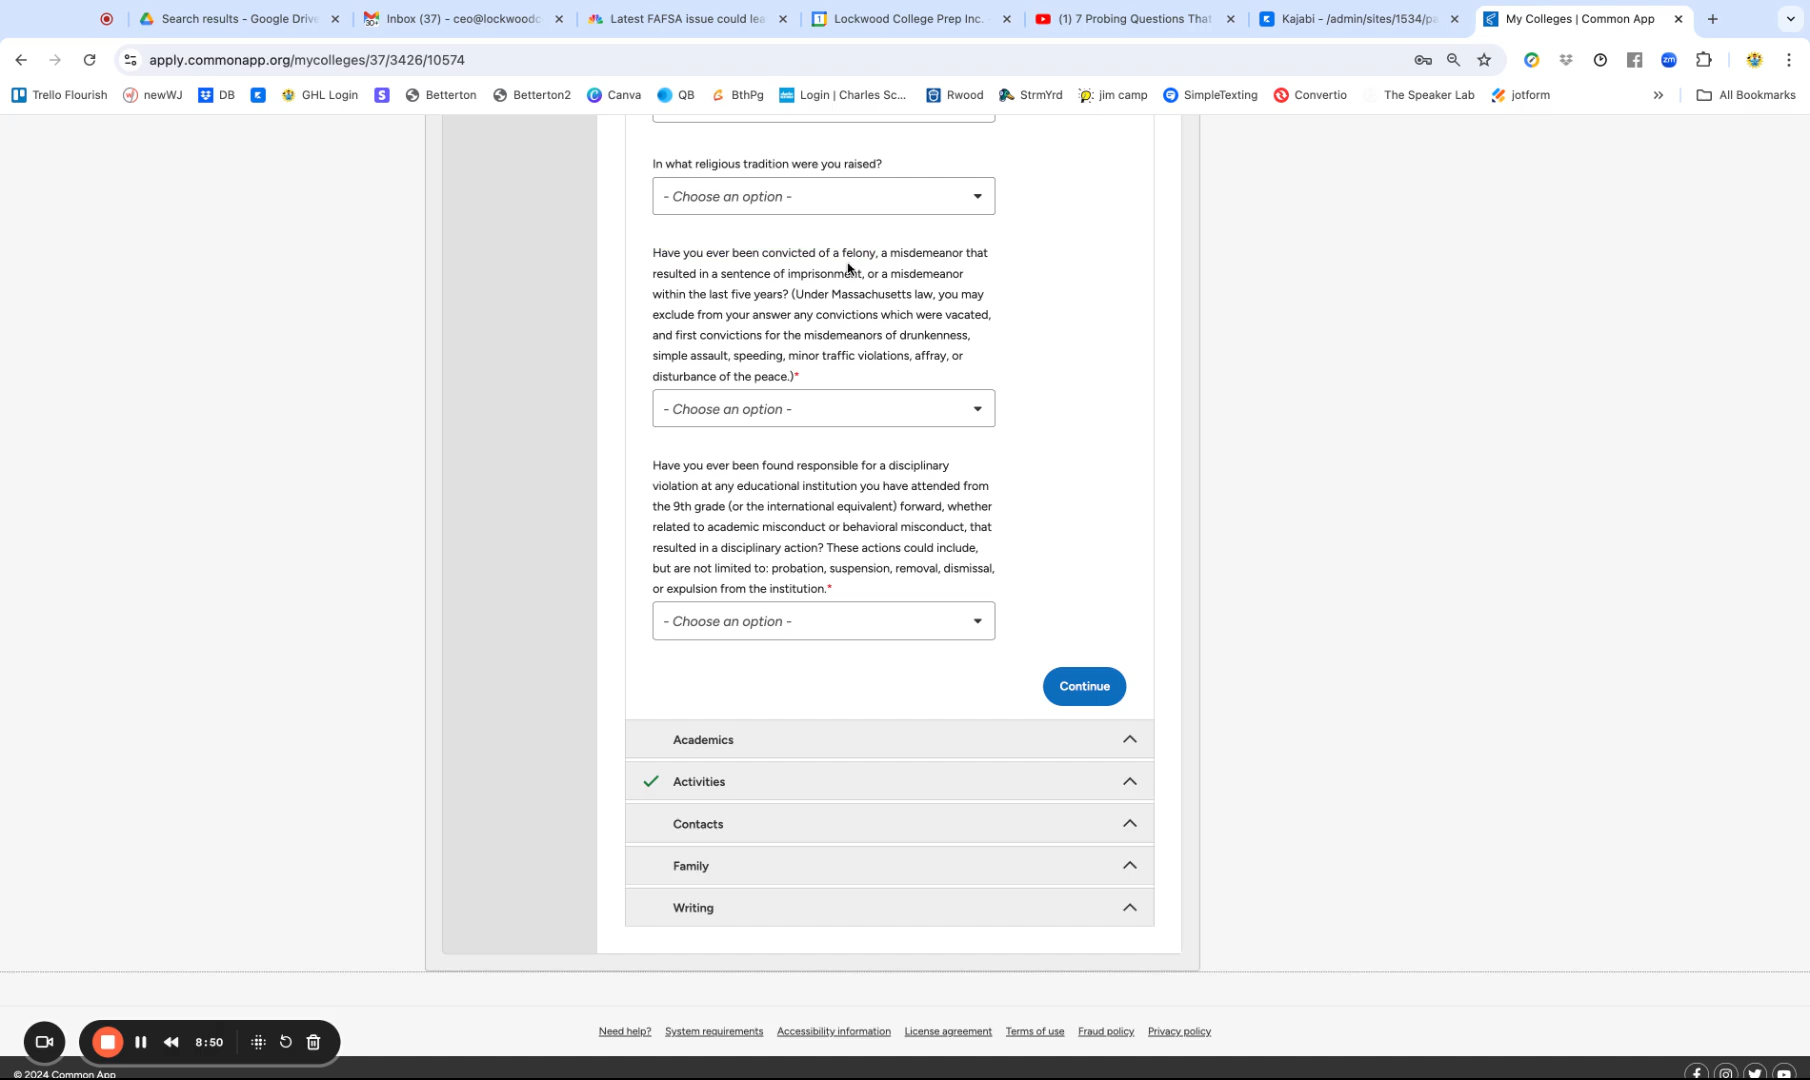 Search results - Google Drive
Inbox (37) - ceo@lockwoodc
Latest FAFSA issue could lea
Lockwood College Prep Inc.
(1) 7 Probing Questions That
Kajabi - /admin/sites/1534/pa
My Colleges | Common App
apply.commonapp.org/mycolleges/37/3426/10574
Trello Flourish
newWJ
DB
GHL Login
Betterton
Betterton2
Canva
QB
BthPg
Login | Charles Sc...
Rwood
StrmYrd
jim camp
SimpleTexting
Convertio
The Speaker Lab
jotform
All Bookmarks
In what religious tradition were you raised?
- Choose an option -
Have you ever been convicted of a felony, a misdemeanor that
resulted in a sentence of imprisonment, or a misdemeanor
within the last five years? (Under Massachusetts law, you may
exclude from your answer any convictions which were vacated,
and first convictions for the misdemeanors of drunkenness,
simple assault, speeding, minor traffic violations, affray, or
disturbance of the peace.)*
- Choose an option -
Have you ever been found responsible for a disciplinary
violation at any educational institution you have attended from
the 9th grade (or the international equivalent) forward, whether
related to academic misconduct or behavioral misconduct, that
resulted in a disciplinary action? These actions could include,
but are not limited to: probation, suspension, removal, dismissal,
or expulsion from the institution.*
- Choose an option -
Continue
Academics
Activities
Contacts
Family
Writing
Need help?
System requirements
Accessibility information
License agreement
Terms of use
Fraud policy
Privacy policy
8:50
© 2024 Common App